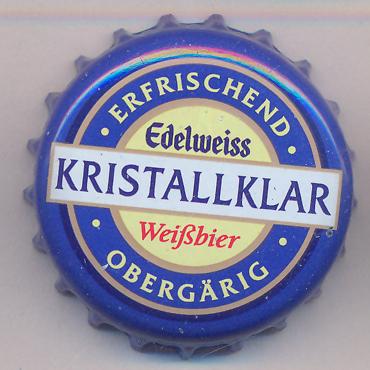 · ERFRISCHEND ·
Edelweiss
KRISTALLKLAR
Weißbier
· OBERGÄRIG ·